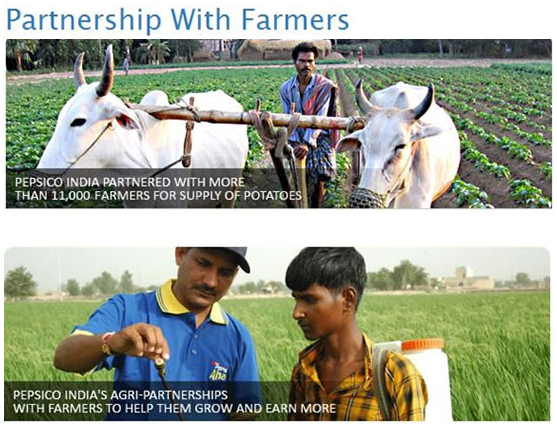 Partnership With Farmers
PEPSICO INDIA PARTNERED WITH MORE
THAN 11,000 FARMERS FOR SUPPLY OF POTATOES
PEPSICO INDIA'S AGRI-PARTNERSHIPS
WITH FARMERS TO HELP THEM GROW AND EARN MORE